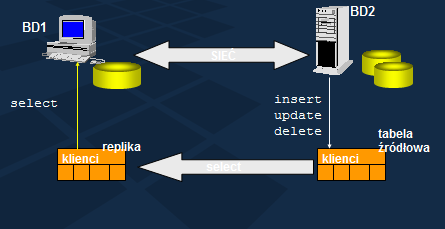 BD1
BD2
SIEĆ
select
insert
update
delete
replika
klienci
select
tabela
źródłowa
klienci